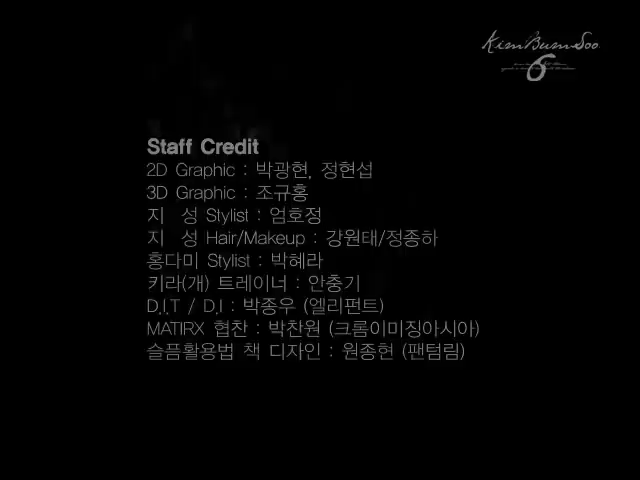 KimBumSoo
6
Staff Credit
2D Graphic : 박광현, 정현섭
3D Graphic : 조규홍
지 성 Stylist : 엄호정
지 성 Hair/Makeup : 강원태/정종하
홍다미 Stylist : 박혜라
키라(개) 트레이너 : 안충기
D.I.T / D.I : 박종우 (엘리펀트)
MATIRX 협찬 : 박찬원 (크롬이미징아시아)
슬픔활용법 책 디자인 : 원종현 (팬텀림)